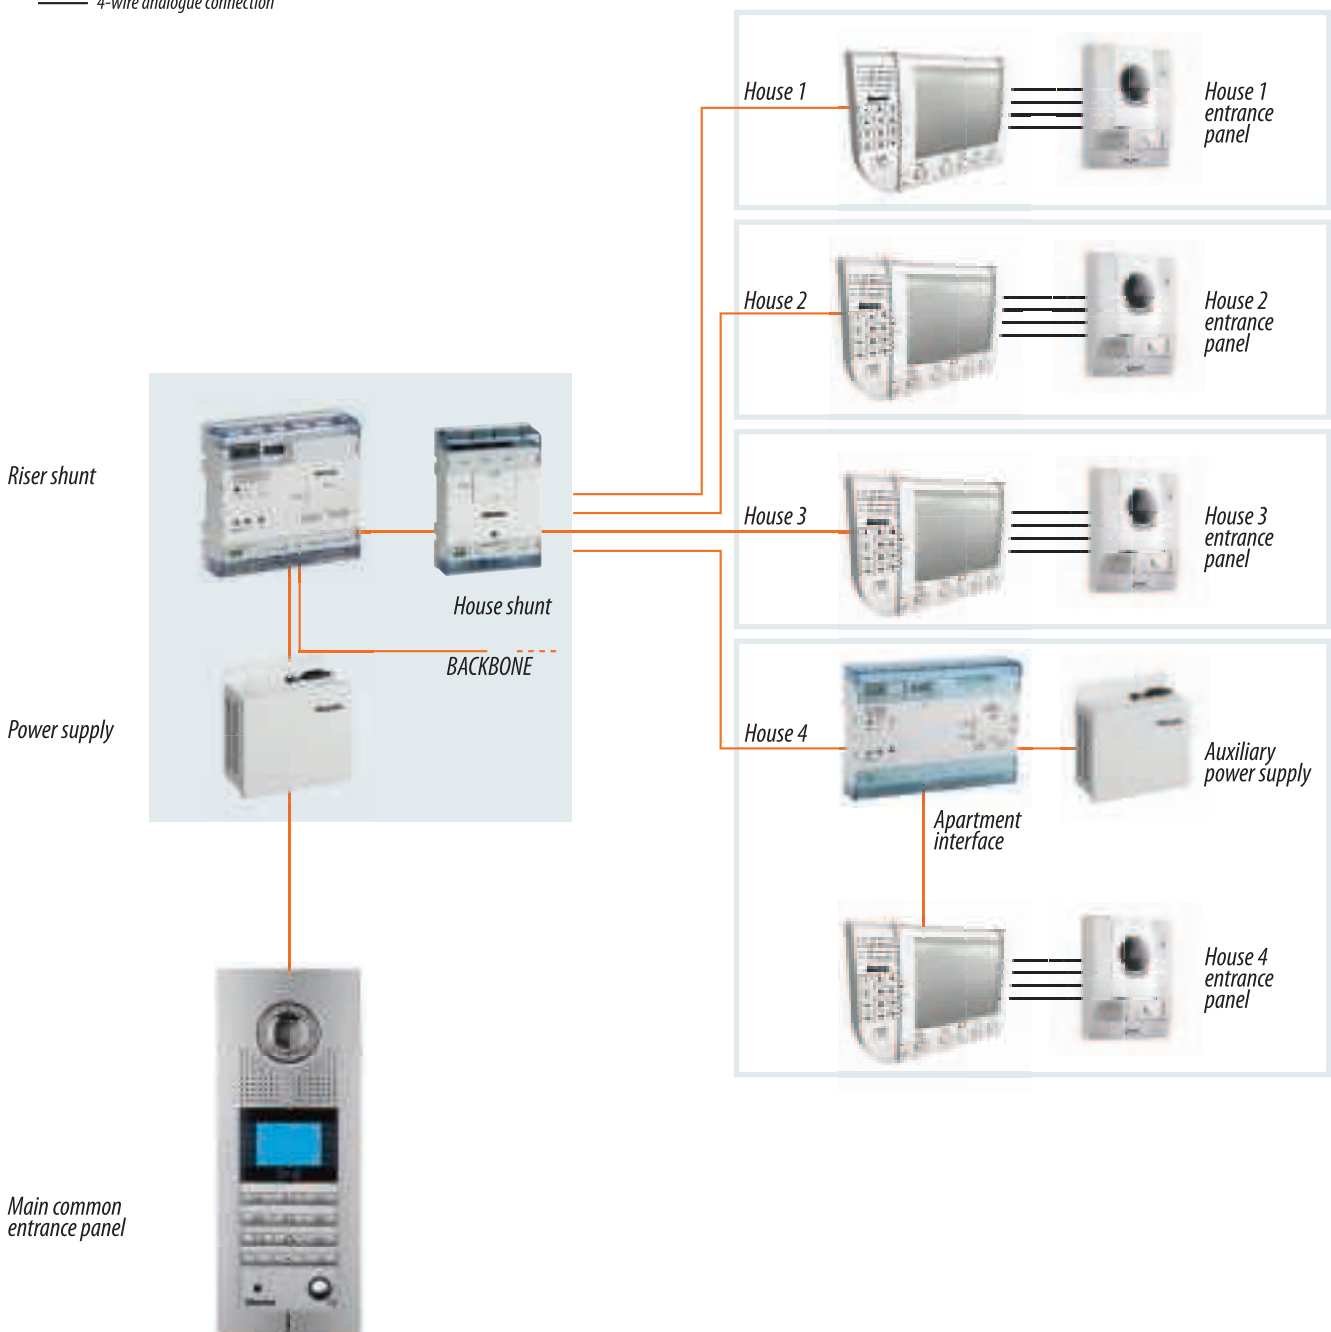 4-wire analogue connection
House 1
House 1
entrance
panel
House 2
House 2
entrance
panel
Riser shunt
House 3
House 3
entrance
panel
House shunt
BACKBONE
Power supply
House 4
Auxiliary
power supply
Apartment
interface
House 4
entrance
panel
Main common
entrance panel